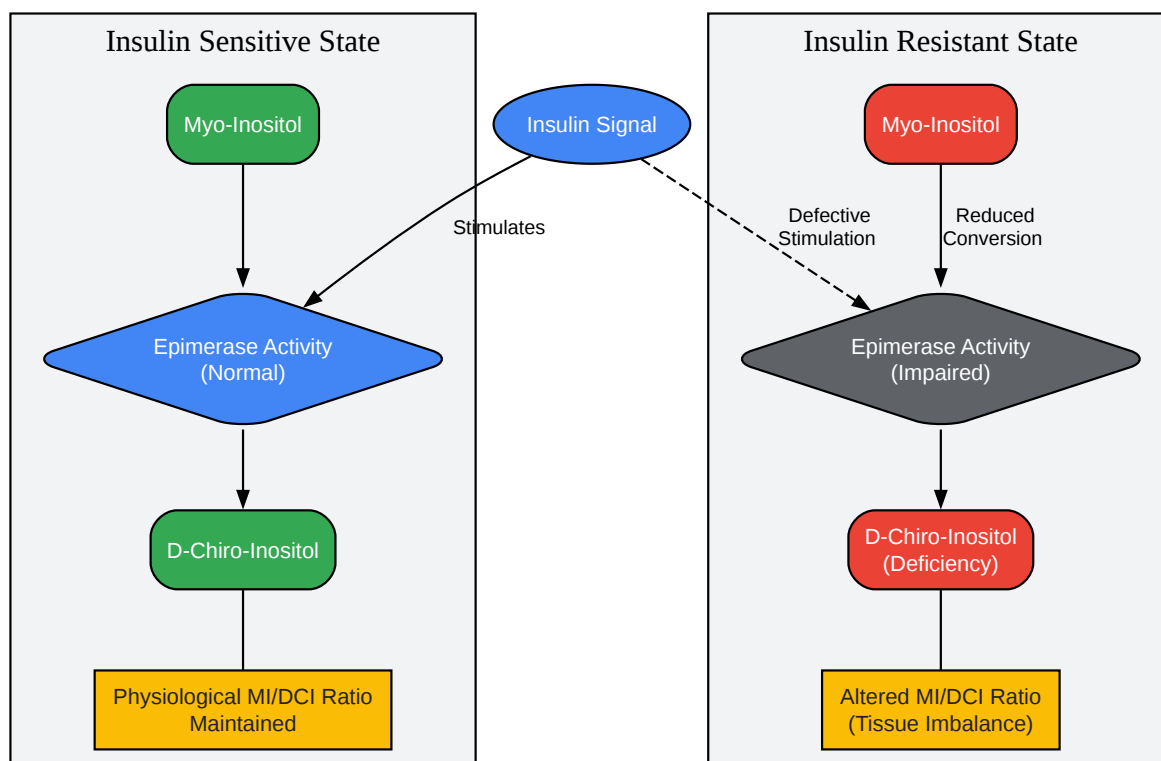 Insulin Sensitive State
Myo-Inositol
Stimulates
Epimerase Activity
(Normal)
D-Chiro-Inositol
Physiological MI/DCI Ratio
Maintained
Insulin Signal
Insulin Resistant State
Myo-Inositol
Defective
Stimulation
Reduced
Conversion
Epimerase Activity
(Impaired)
D-Chiro-Inositol
(Deficiency)
Altered MI/DCI Ratio
(Tissue Imbalance)